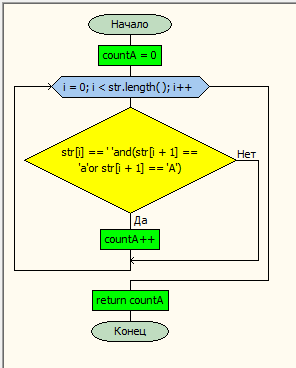 Начало
countA = 0
i = 0; i < str.length( ); i++
str[i] == ' 'and(str[i + 1] ==
'a'or str[i + 1] == 'A')
Нет
Да
countA++
return countA
Конец